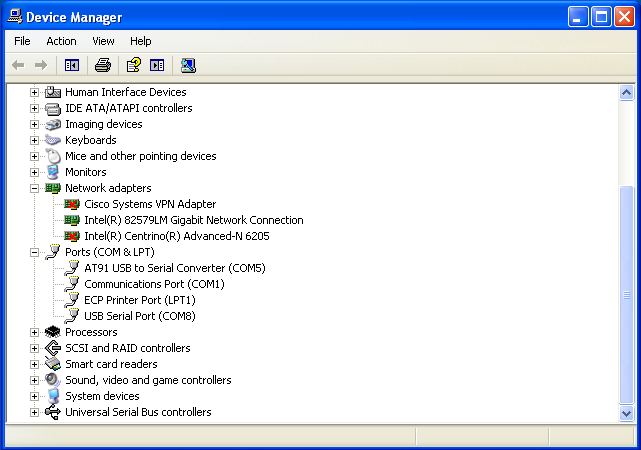 Device Manager
File Action View Help
Human Interface Devices
IDE ATA/ATAPI controllers
Imaging devices
Keyboards
Mice and other pointing devices
Monitors
Network adapters
Cisco Systems VPN Adapter
Intel(R) 82579LM Gigabit Network Connection
Intel(R) Centrino(R) Advanced-N 6205
Ports (COM & LPT)
AT91 USB to Serial Converter (COM5)
Communications Port (COM1)
ECP Printer Port (LPT1)
USB Serial Port (COM8)
Processors
SCSI and RAID controllers
Smart card readers
Sound, video and game controllers
System devices
Universal Serial Bus controllers